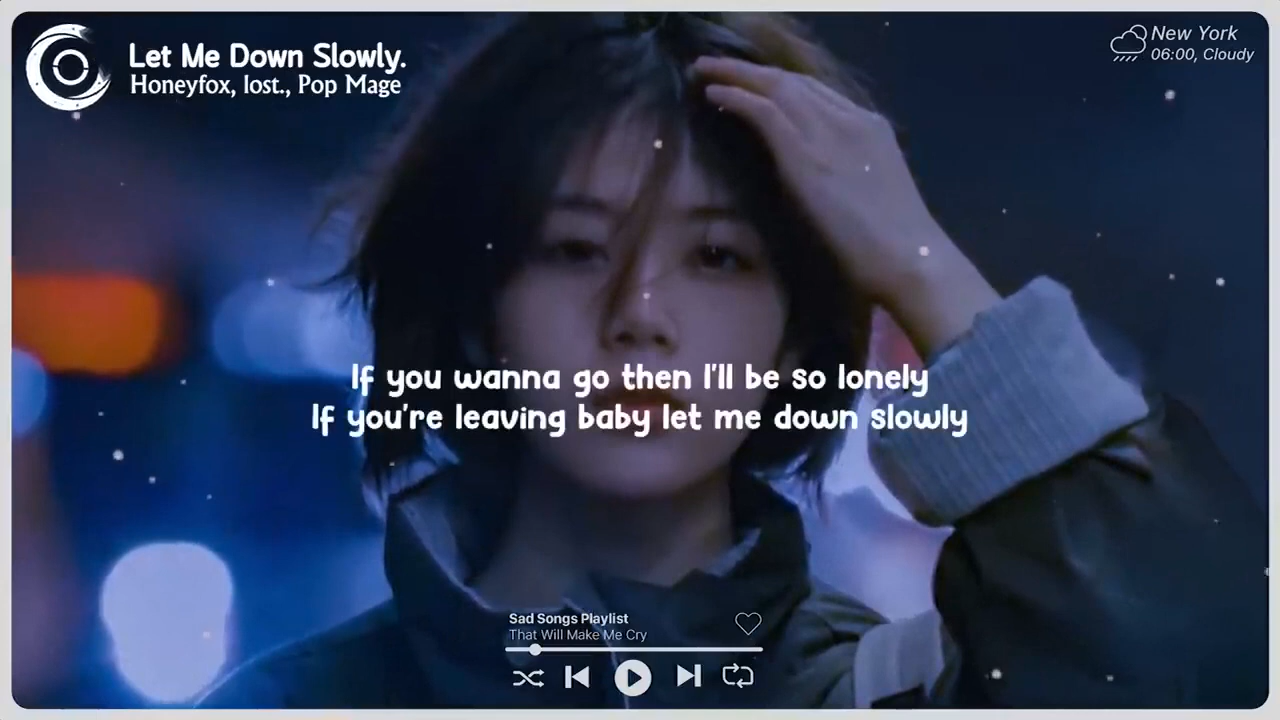 Let Me Down Slowly.
Honeyfox, lost., Pop Mage
New York
06:00, Cloudy
If you wanna go then I'll be so lonely
If you're leaving baby let me down slowly
Sad Songs Playlist
That Will Make Me Cry